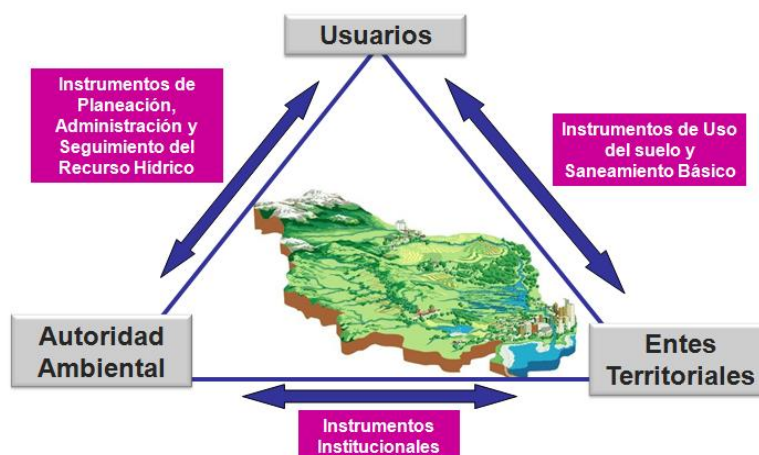 Usuarios
Instrumentos de
Planeación,
Administración y
Seguimiento del
Recurso Hídrico
Instrumentos de Uso
del suelo y
Saneamiento Básico
Autoridad
Ambiental
Entes
Territoriales
Instrumentos
Institucionales